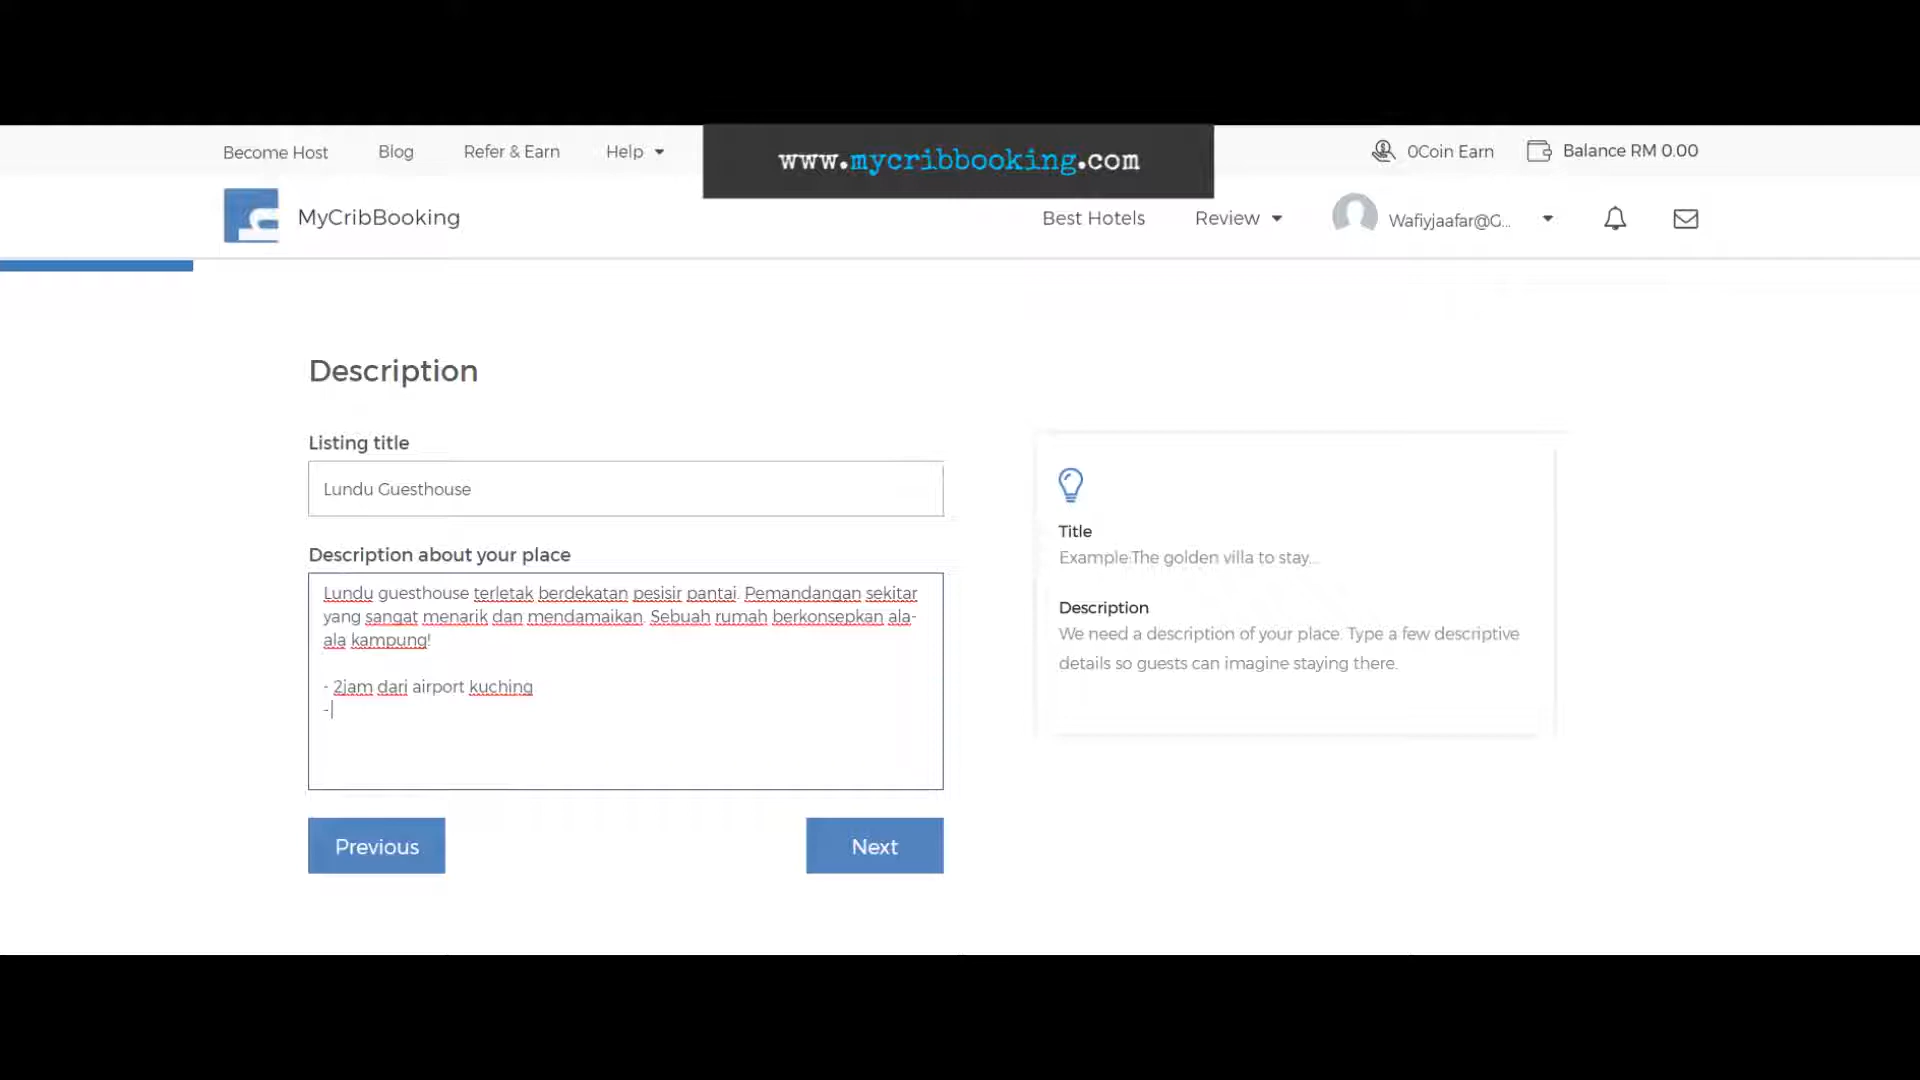 Become Host
Blog
Refer & Earn
Help
www.mycribbooking.com
0Coin Earn
Balance RM 0.00
MyCribBooking
Best Hotels
Review
Wafiyjaafar@G...
Description
Listing title
Lundu Guesthouse
Description about your place
Lundu guesthouse terletak berdekatan pesisir pantai. Pemandangan sekitar
yang sangat menarik dan mendamaikan. Sebuah rumah berkonsepkan ala-
ala kampung!
- 2jam dari airport kuching
-
Previous
Next
Title
Example:The golden villa to stay...
Description
We need a description of your place. Type a few descriptive
details so guests can imagine staying there.